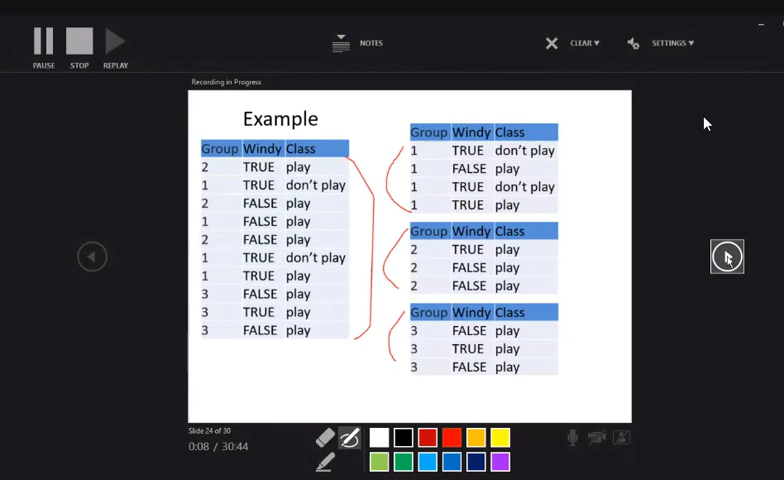 PAUSE STOP REPLAY NOTES CLEAR SETTINGS
Recording in Progress
Example
Group Windy Class
2 TRUE play
1 TRUE don't play
2 FALSE play
1 FALSE play
2 FALSE play
1 TRUE don't play
1 TRUE play
3 FALSE play
3 TRUE play
3 FALSE play
Group Windy Class
1 TRUE don't play
1 FALSE play
1 TRUE don't play
1 TRUE play
Group Windy Class
2 TRUE play
2 FALSE play
2 FALSE play
Group Windy Class
3 FALSE play
3 TRUE play
3 FALSE play
Slide 24 of 30
0:08 / 30:44